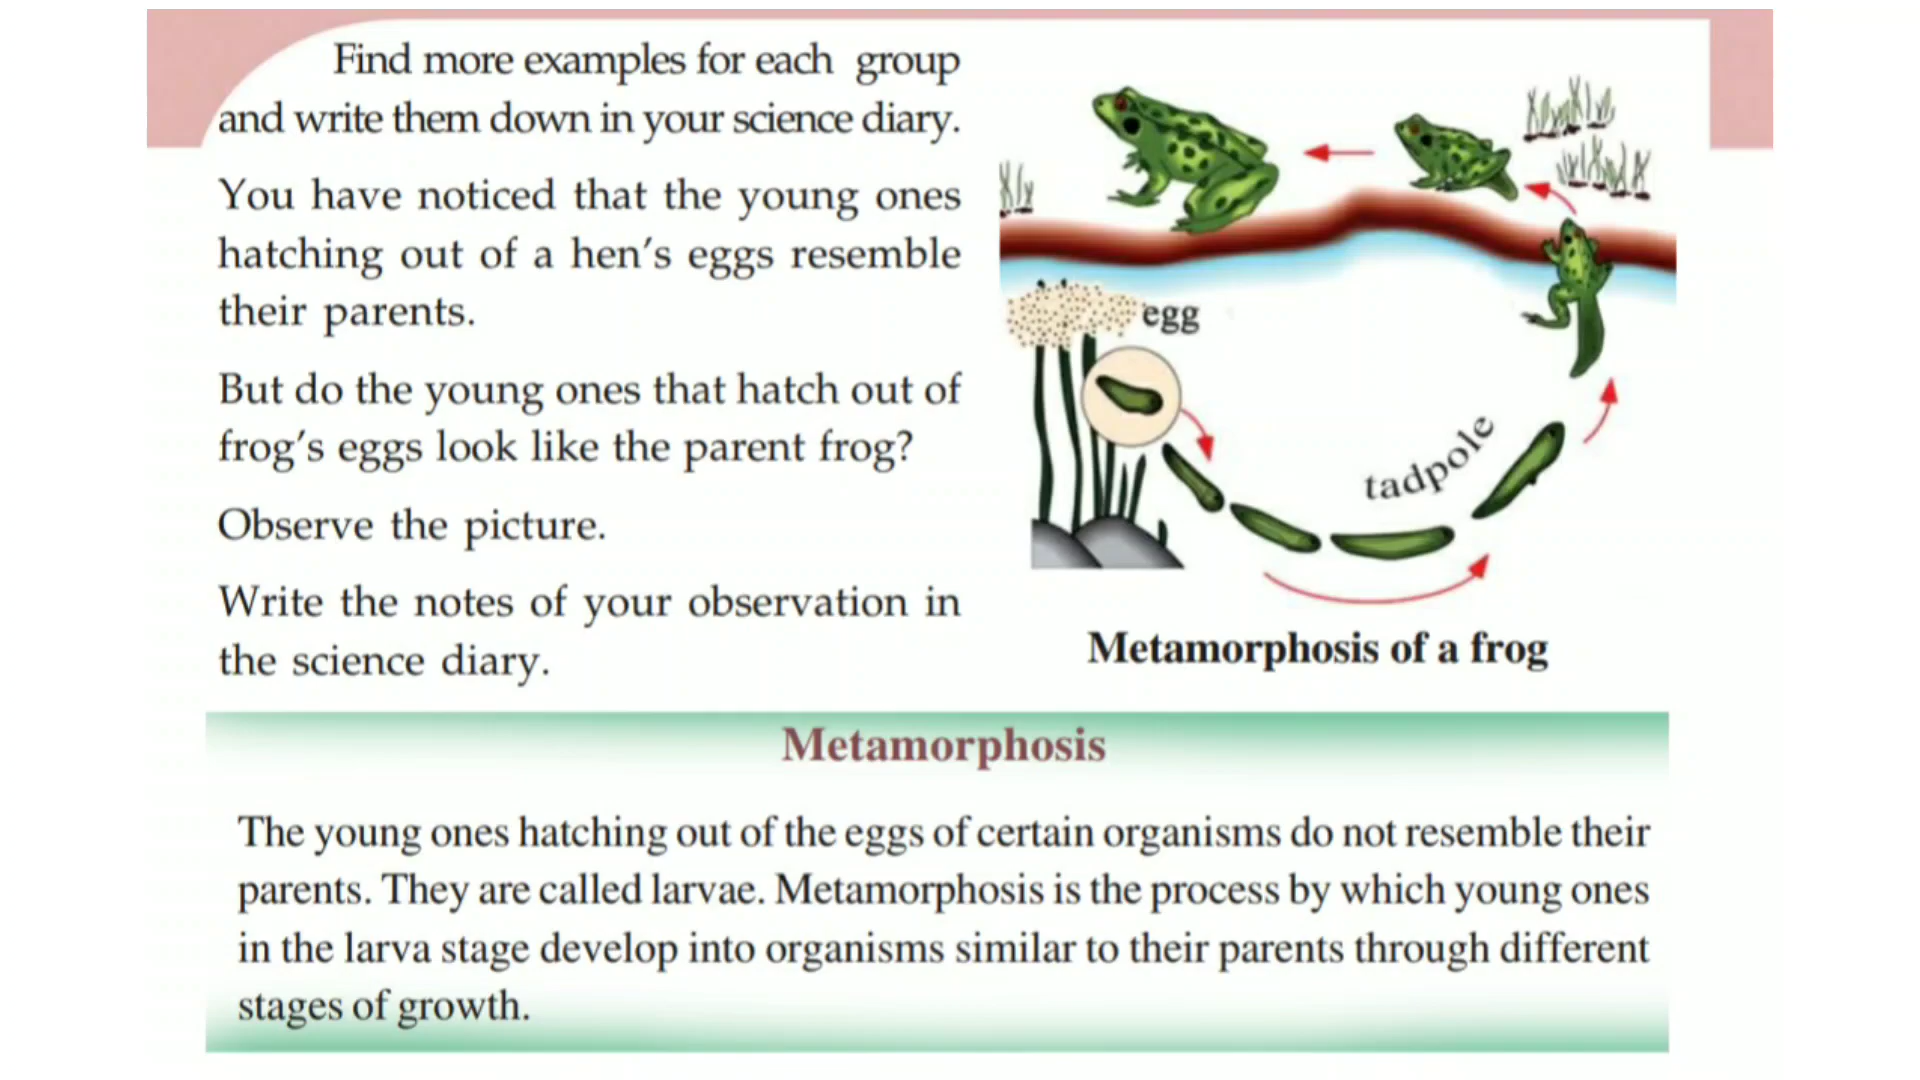 Find more examples for each group
and write them down in your science diary.
You have noticed that the young ones
hatching out of a hen's eggs resemble
their parents.
But do the young ones that hatch out of
frog's eggs look like the parent frog?
Observe the picture.
Write the notes of your observation in
the science diary.
egg
tadpole
Metamorphosis of a frog
Metamorphosis
The young ones hatching out of the eggs of certain organisms do not resemble their
parents. They are called larvae. Metamorphosis is the process by which young ones
in the larva stage develop into organisms similar to their parents through different
stages of growth.